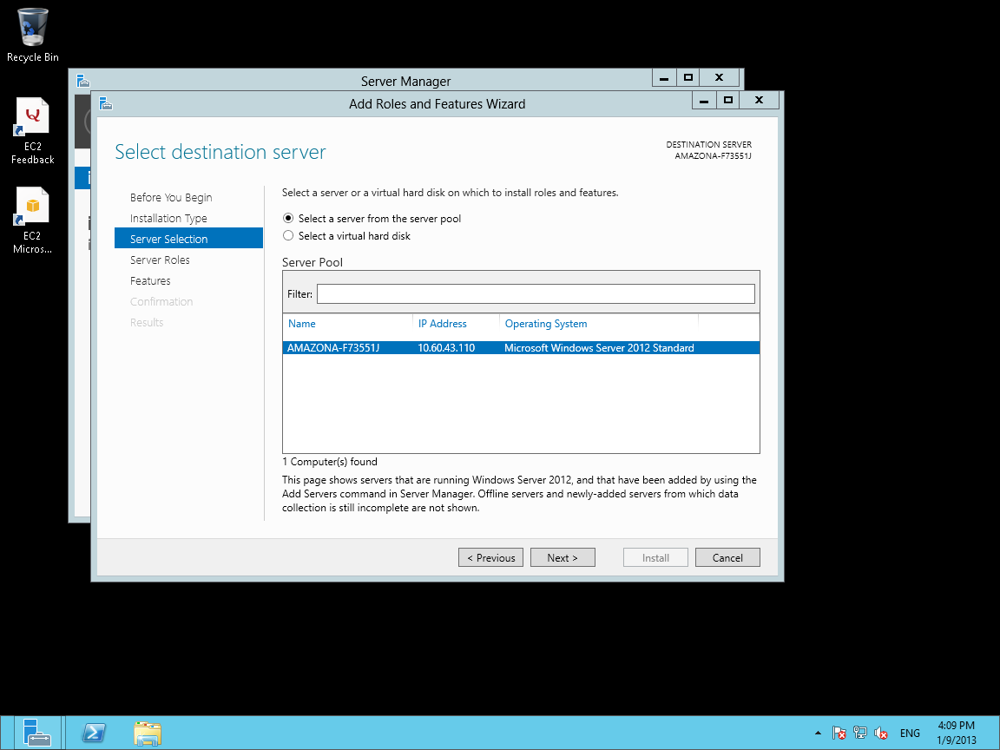 Recycle Bin
EC2
Feedback
EC2
Micros...
Server Manager
Add Roles and Features Wizard
Select destination server
DESTINATION SERVER
AMAZONA-F73551J
Before You Begin
Installation Type
Server Selection
Server Roles
Features
Confirmation
Results
Select a server or a virtual hard disk on which to install roles and features.
Select a server from the server pool
Select a virtual hard disk
Server Pool
Filter:
Name IP Address Operating System
AMAZONA-F73551J 10.60.43.110 Microsoft Windows Server 2012 Standard
1 Computer(s) found
This page shows servers that are running Windows Server 2012, and that have been added by using the
Add Servers command in Server Manager. Offline servers and newly-added servers from which data
collection is still incomplete are not shown.
< Previous Next > Install Cancel
ENG
4:09 PM
1/9/2013